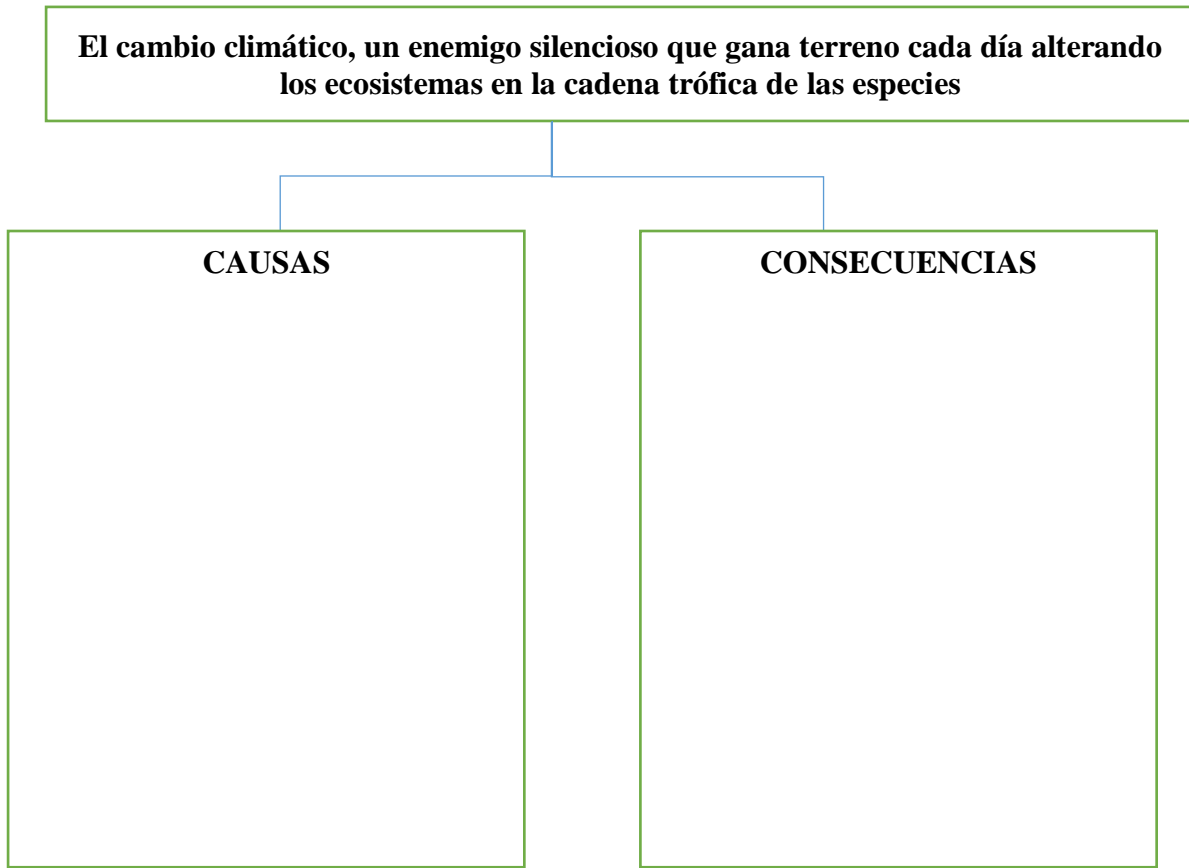 El cambio climático, un enemigo silencioso que gana terreno cada día alterando
los ecosistemas en la cadena trófica de las especies
CAUSAS
CONSECUENCIAS